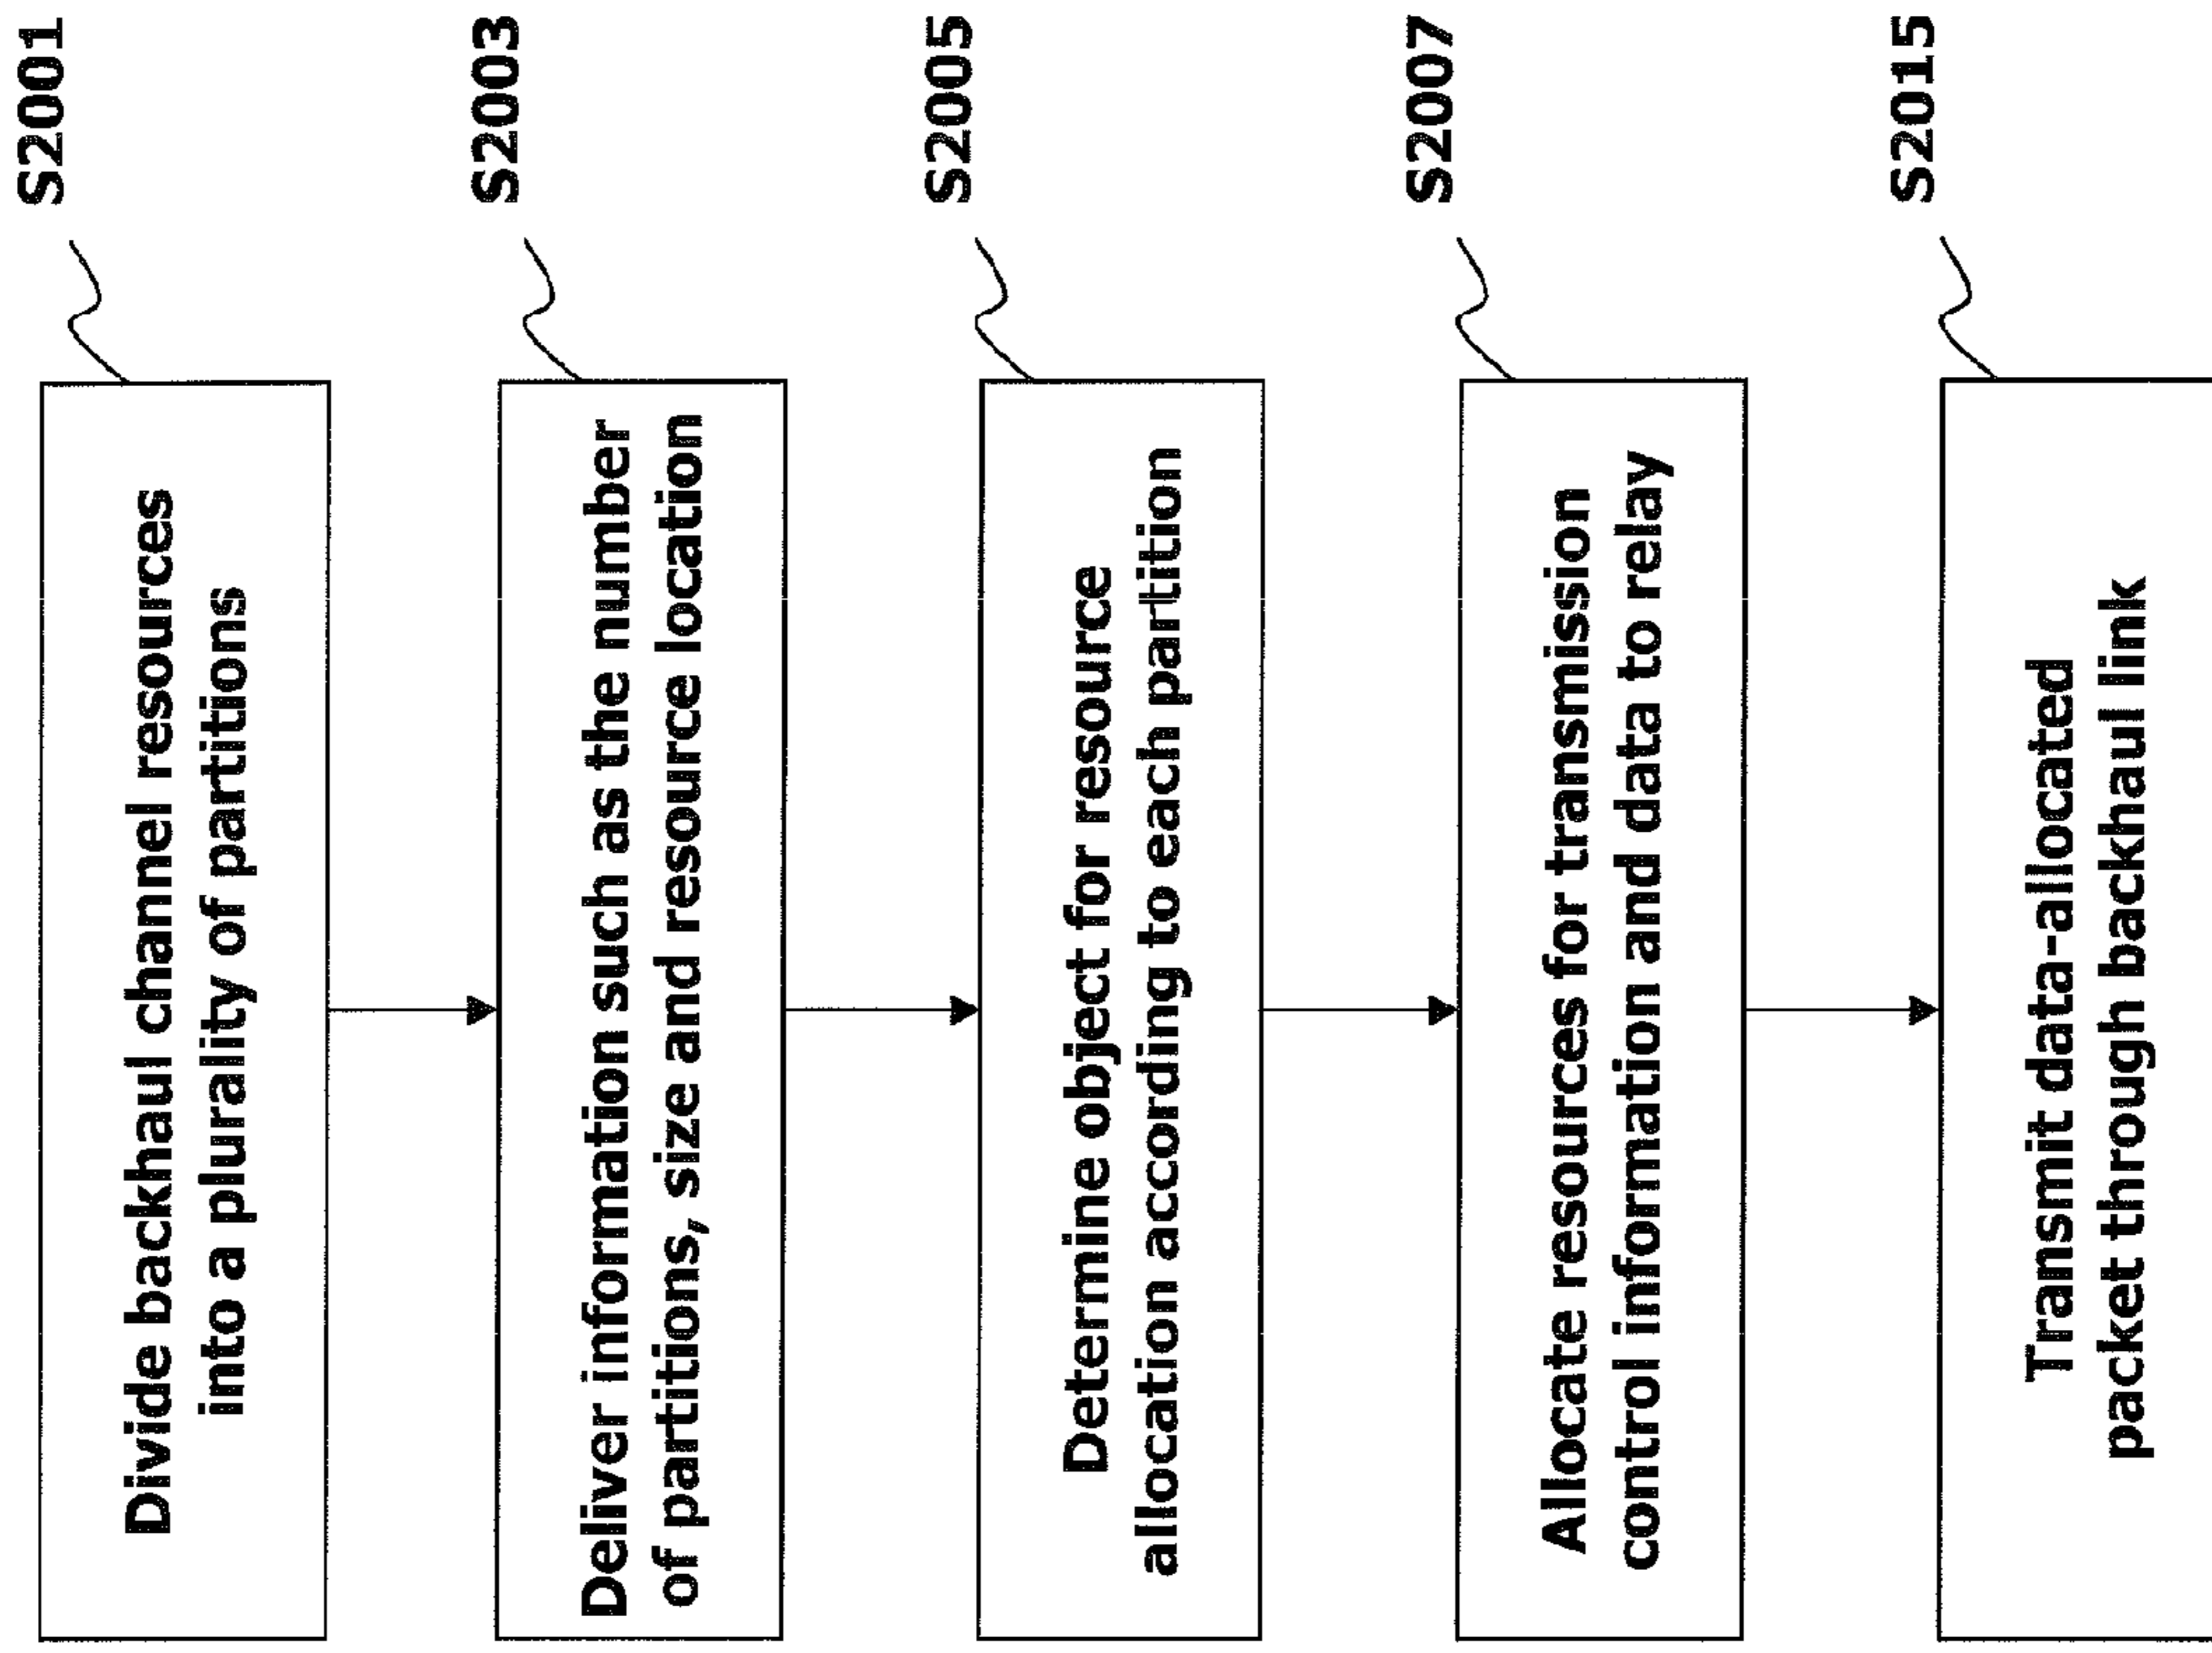 Divide backhaul channel resources
into a plurality of partitions
S2001
Deliver information such as the number
of partitions, size and resource location
S2003
Determine object for resource
allocation according to each partition
S2005
Allocate resources for transmission
control information and data to relay
S2007
Transmit data-allocated
packet through backhaul link
S2015